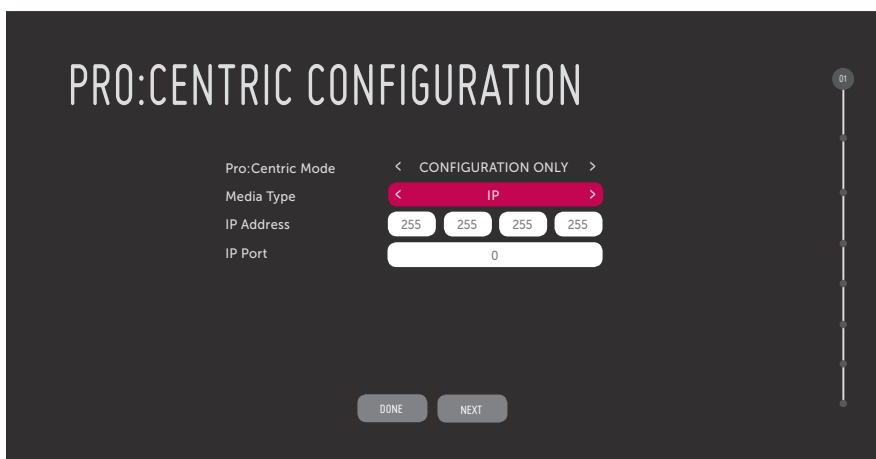 PRO:CENTRIC CONFIGURATION
01
Pro:Centric Mode < CONFIGURATION ONLY >
Media Type < IP >
IP Address 255 255 255 255
IP Port 0
DONE NEXT